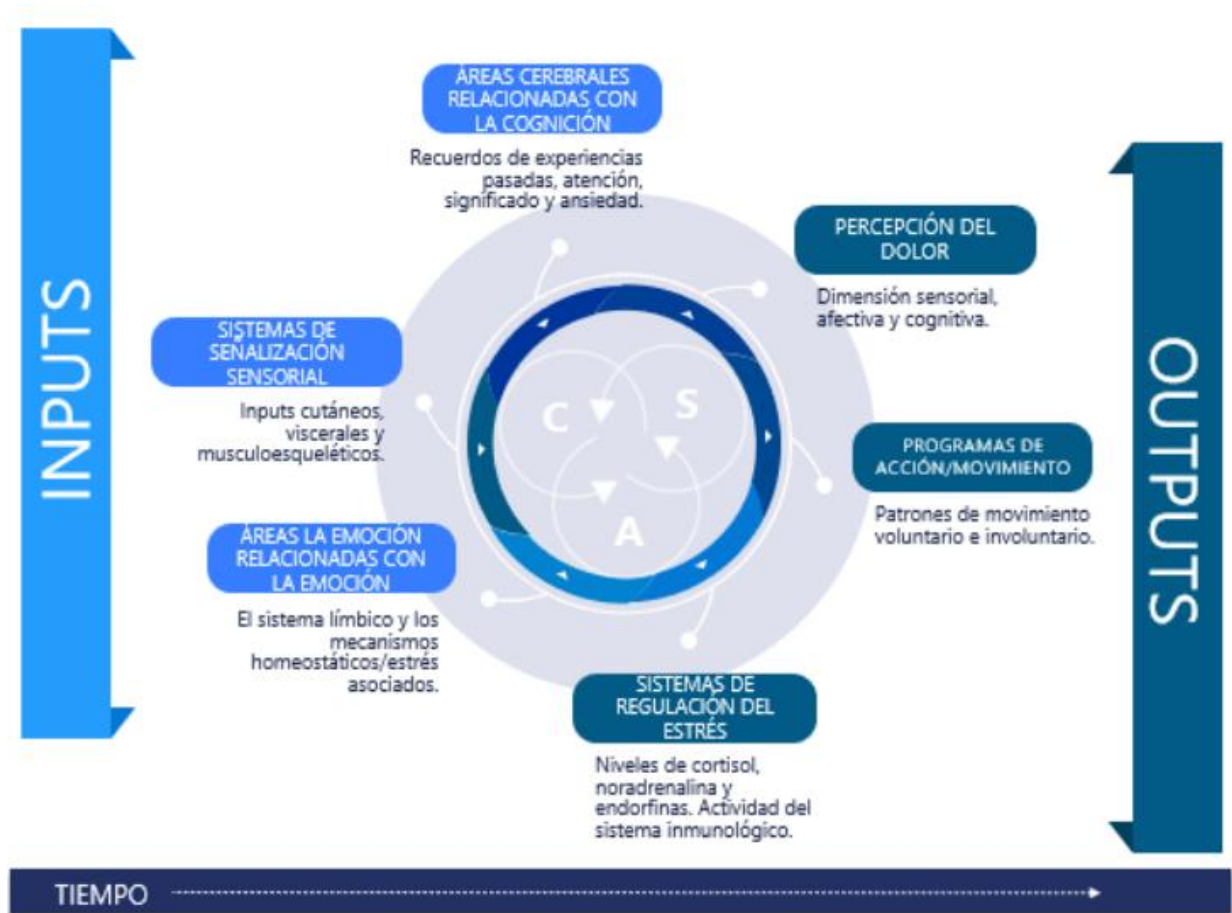 INPUTS
ÁREAS CEREBRALES
RELACIONADAS CON
LA COGNICIÓN
Recuerdos de experiencias
pasadas, atención,
significado y ansiedad.
SISTEMAS DE
SEÑALIZACIÓN
SENSORIAL
Inputs cutáneos,
viscerales y
musculoesqueléticos.
ÁREAS LA EMOCIÓN
RELACIONADAS CON
LA EMOCIÓN
El sistema límbico y los
mecanismos
homeostáticos/estrés
asociados.
C
S
A
PERCEPCIÓN DEL
DOLOR
Dimensión sensorial,
afectiva y cognitiva.
PROGRAMAS DE
ACCIÓN/MOVIMIENTO
Patrones de movimiento
voluntario e involuntario.
SISTEMAS DE
REGULACIÓN DEL
ESTRÉS
Niveles de cortisol,
noradrenalina y
endorfinas. Actividad del
sistema inmunológico.
OUTPUTS
TIEMPO